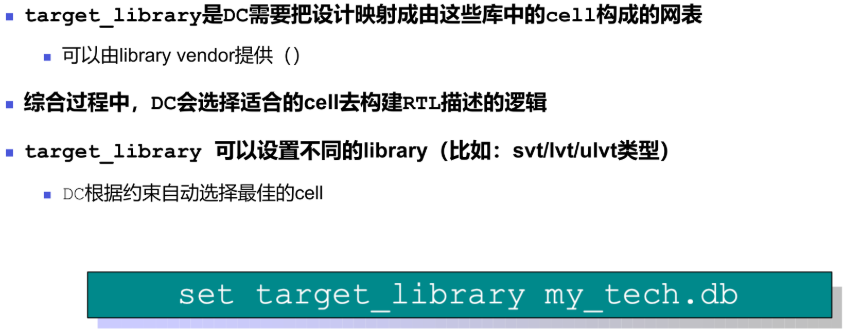 target_library是DC需要把设计映射成由这些库中的cell构成的网表
可以由library vendor提供（）
综合过程中，DC会选择适合的cell去构建RTL描述的逻辑
target_library 可以设置不同的library（比如：svt/lvt/ulvt类型）
DC根据约束自动选择最佳的cell
set target_library my_tech.db